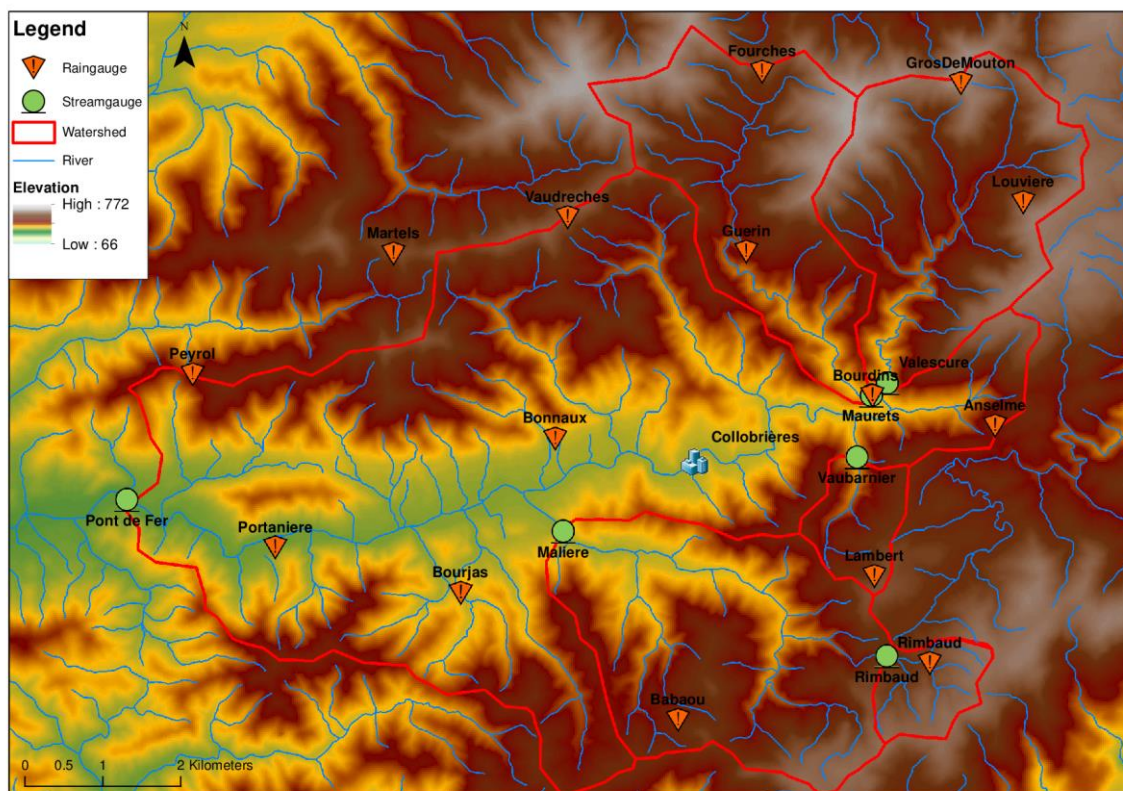 Legend
N
Raingauge
Streamgauge
Watershed
River
Elevation
High : 772
Low : 66
Fourches
GrosDeMouton
Vaudreches
Louviere
Martels
Guerin
Peyrol
Valescure
Bourdins
Maurets
Anselme
Bonnaux
Collobrières
Vaubarnier
Pont de Fer
Portaniere
Maliere
Lambert
Bourjas
Rimbaud
Rimbaud
Babaou
0 0.5 1 2 Kilometers